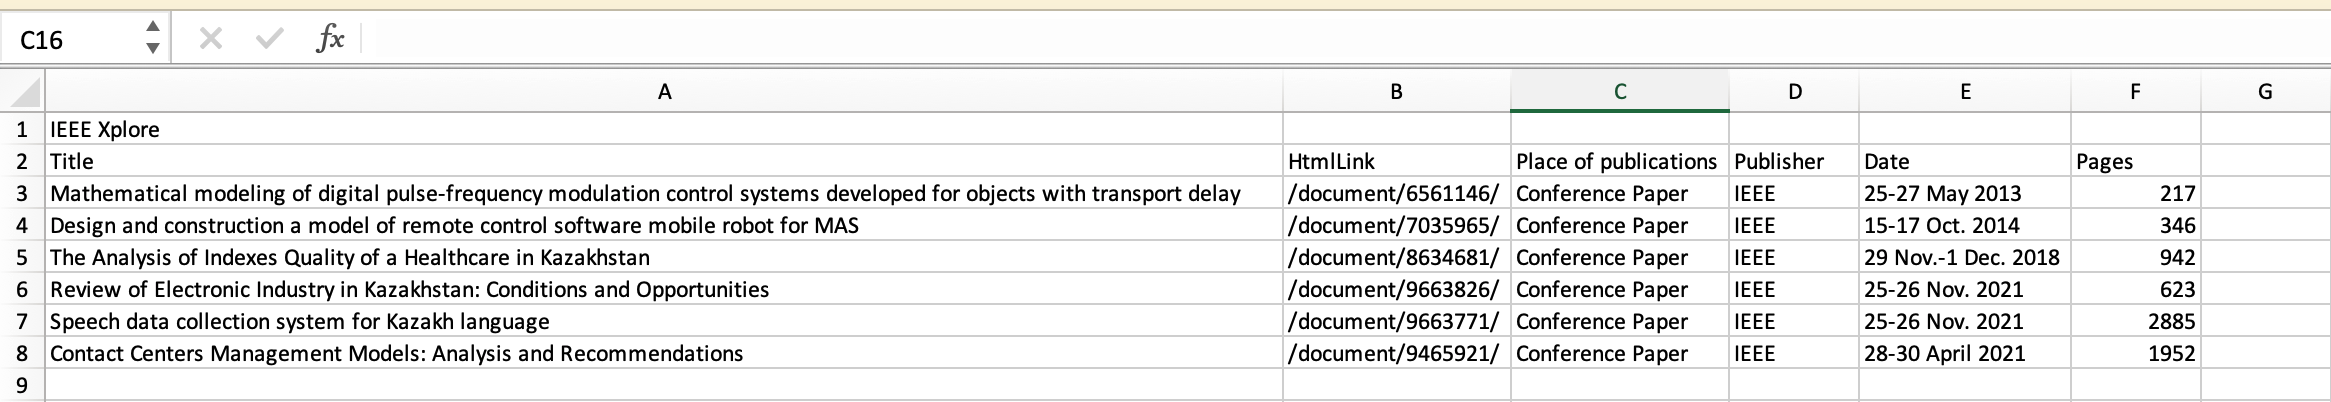 C16 fx
A B C D E F G
1 IEEE Xplore
2 Title HtmlLink Place of publications Publisher Date Pages
3 Mathematical modeling of digital pulse-frequency modulation control systems developed for objects with transport delay /document/6561146/ Conference Paper IEEE 25-27 May 2013 217
4 Design and construction a model of remote control software mobile robot for MAS /document/7035965/ Conference Paper IEEE 15-17 Oct. 2014 346
5 The Analysis of Indexes Quality of a Healthcare in Kazakhstan /document/8634681/ Conference Paper IEEE 29 Nov.-1 Dec. 2018 942
6 Review of Electronic Industry in Kazakhstan: Conditions and Opportunities /document/9663826/ Conference Paper IEEE 25-26 Nov. 2021 623
7 Speech data collection system for Kazakh language /document/9663771/ Conference Paper IEEE 25-26 Nov. 2021 2885
8 Contact Centers Management Models: Analysis and Recommendations /document/9465921/ Conference Paper IEEE 28-30 April 2021 1952
9